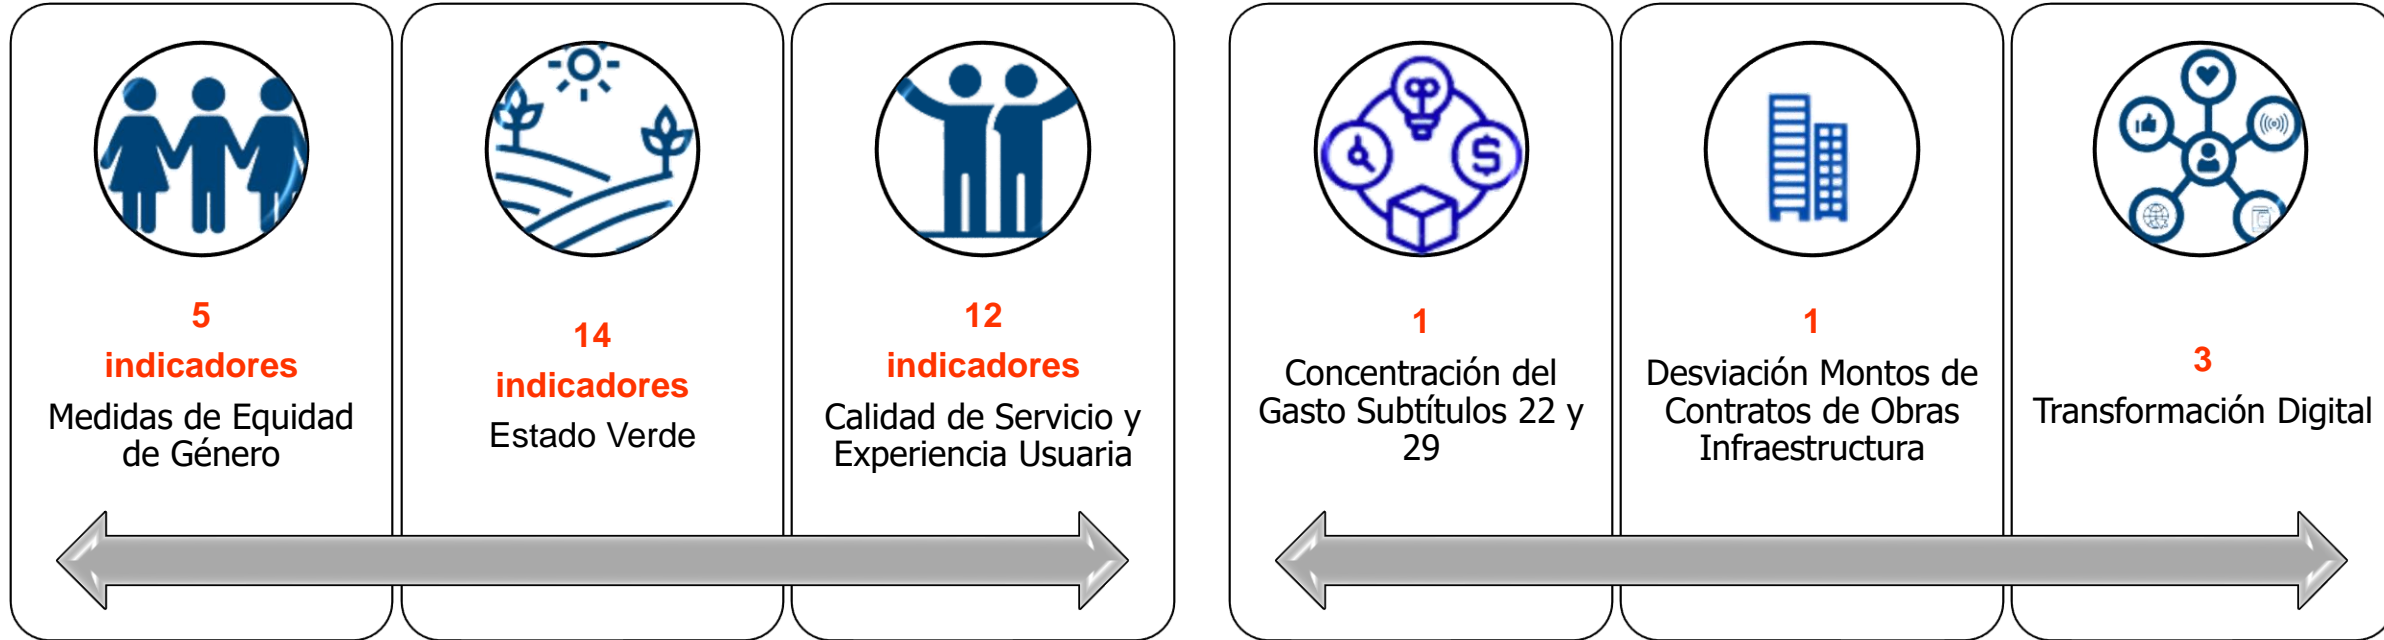 5
indicadores
Medidas de Equidad
de Género
14
indicadores
Estado Verde
12
indicadores
Calidad de Servicio y
Experiencia Usuaria
1
Concentración del
Gasto Subtítulos 22 y
29
1
Desviación Montos de
Contratos de Obras
Infraestructura
3
Transformación Digital